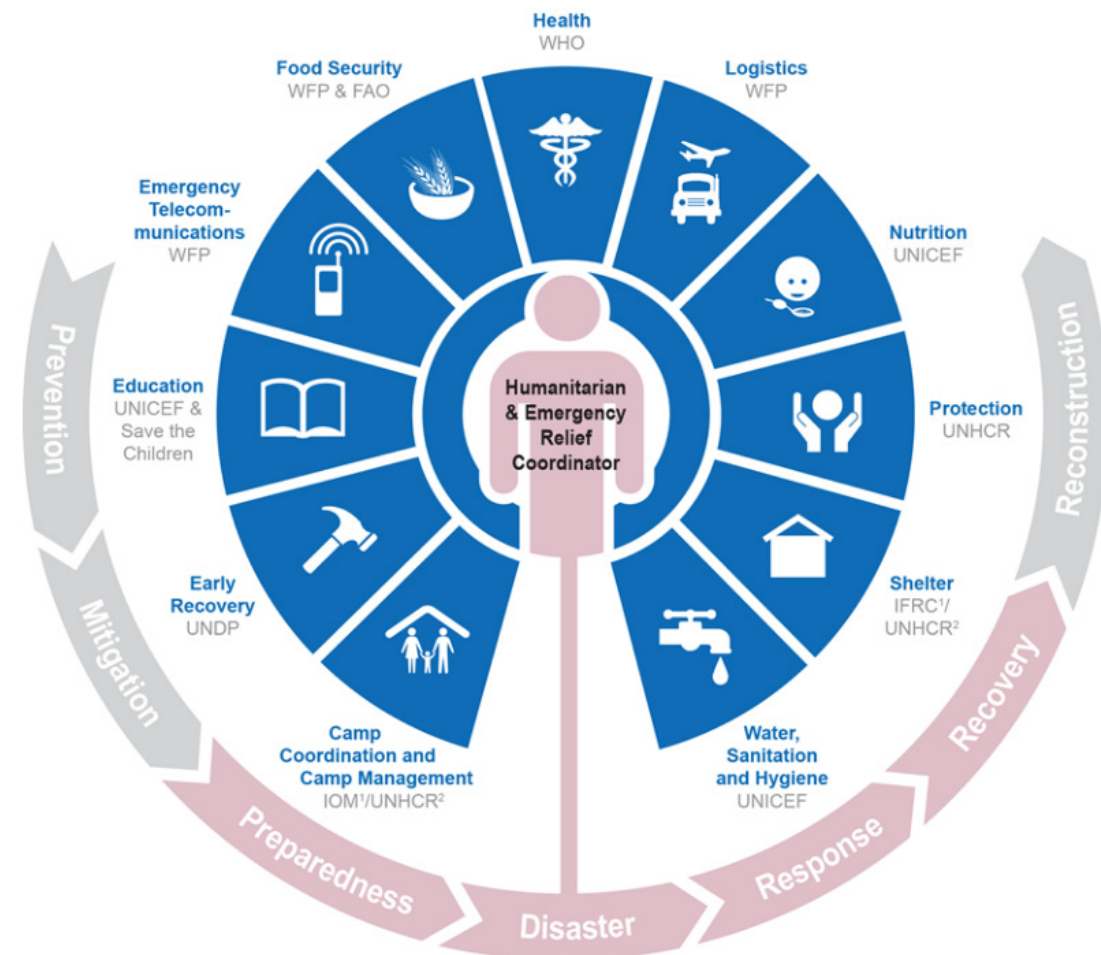 Health
WHO
Food Security
WFP & FAO
Logistics
WFP
Emergency
Telecom-
munications
WFP
Nutrition
UNICEF
Education
UNICEF &
Save the
Children
Humanitarian
& Emergency
Relief
Coordinator
Protection
UNHCR
Early
Recovery
UNDP
Shelter
IFRC¹/
UNHCR²
Camp
Coordination and
Camp Management
IOM¹/UNHCR²
Water,
Sanitation
and Hygiene
UNICEF
Prevention
Mitigation
Preparedness
Disaster
Response
Recovery
Reconstruction